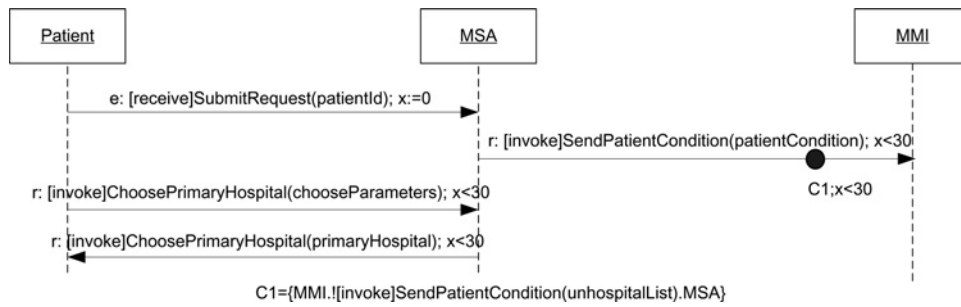 Patient
MSA
MMI
e: [receive]SubmitRequest(patientId); x:=0
r: [invoke]SendPatientCondition(patientCondition); x<30
C1;x<30
r: [invoke]ChoosePrimaryHospital(chooseParameters); x<30
r: [invoke]ChoosePrimaryHospital(primaryHospital); x<30
C1={MMI.![invoke]SendPatientCondition(unhospitalList).MSA}